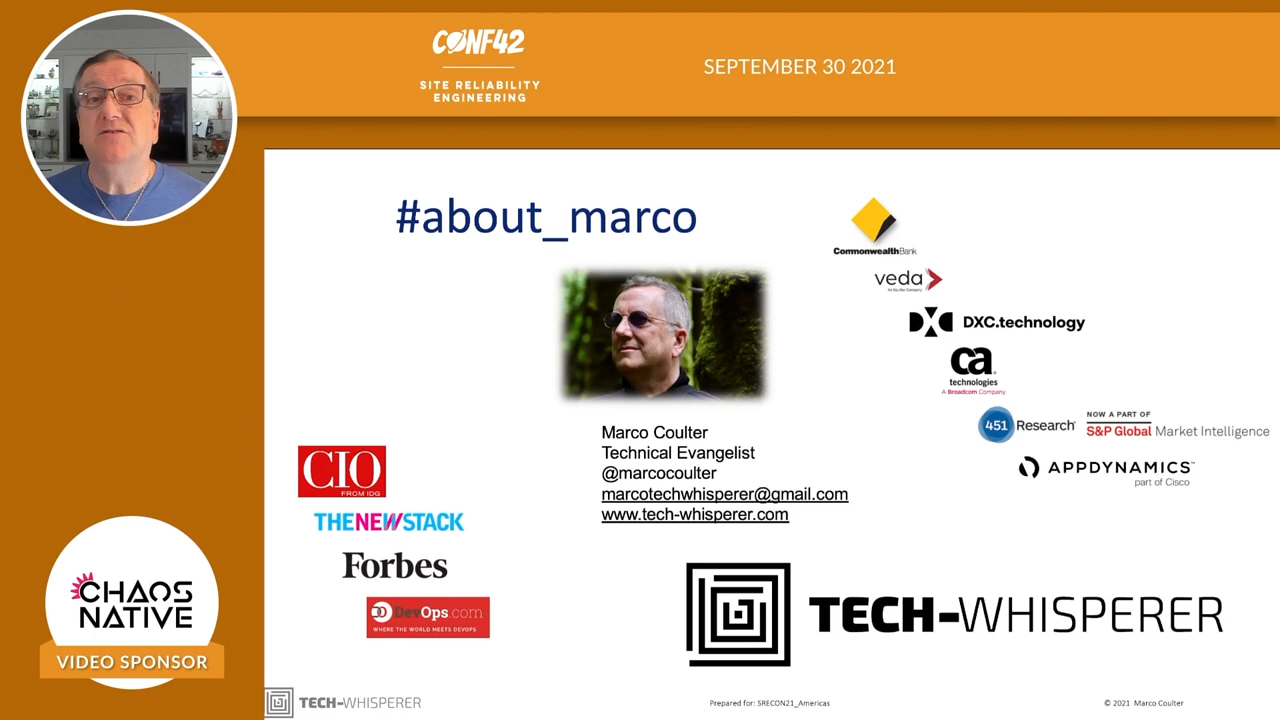 CONF42
SITE RELIABILITY
ENGINEERING
SEPTEMBER 30 2021
#about_marco
CommonwealthBank
veda
An Equifax Company
DXC.technology
ca
technologies
A Broadcom Company
451 Research
NOW A PART OF
S&P Global Market Intelligence
APPDYNAMICS
part of Cisco
Marco Coulter
Technical Evangelist
@marcocoulter
marcotechwhisperer@gmail.com
www.tech-whisperer.com
CIO
FROM IDG
THENEWSTACK
Forbes
DevOps.com
WHERE THE WORLD MEETS DEVOPS
TECH-WHISPERER
CHAOS
NATIVE
VIDEO SPONSOR
TECH-WHISPERER
Prepared for: SRECON21_Americas
© 2021 Marco Coulter